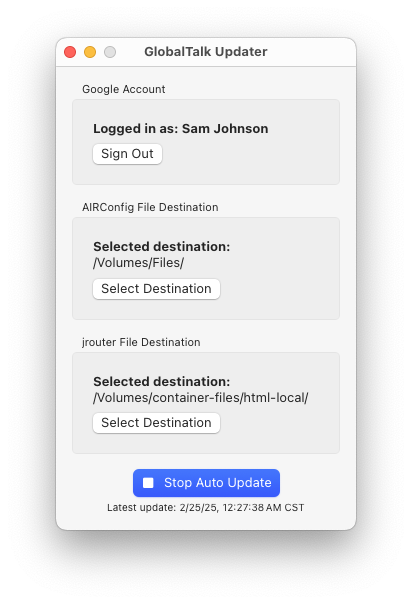 GlobalTalk Updater
Google Account
Logged in as: Sam Johnson
Sign Out
AIRConfig File Destination
Selected destination:
/Volumes/Files/
Select Destination
jrouter File Destination
Selected destination:
/Volumes/container-files/html-local/
Select Destination
Stop Auto Update
Latest update: 2/25/25, 12:27:38 AM CST